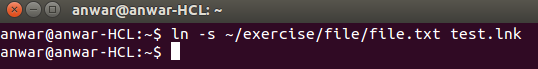 anwar@anwar-HCL: ~
anwar@anwar-HCL:~$ ln -s ~/exercise/file/file.txt test.lnk
anwar@anwar-HCL:~$